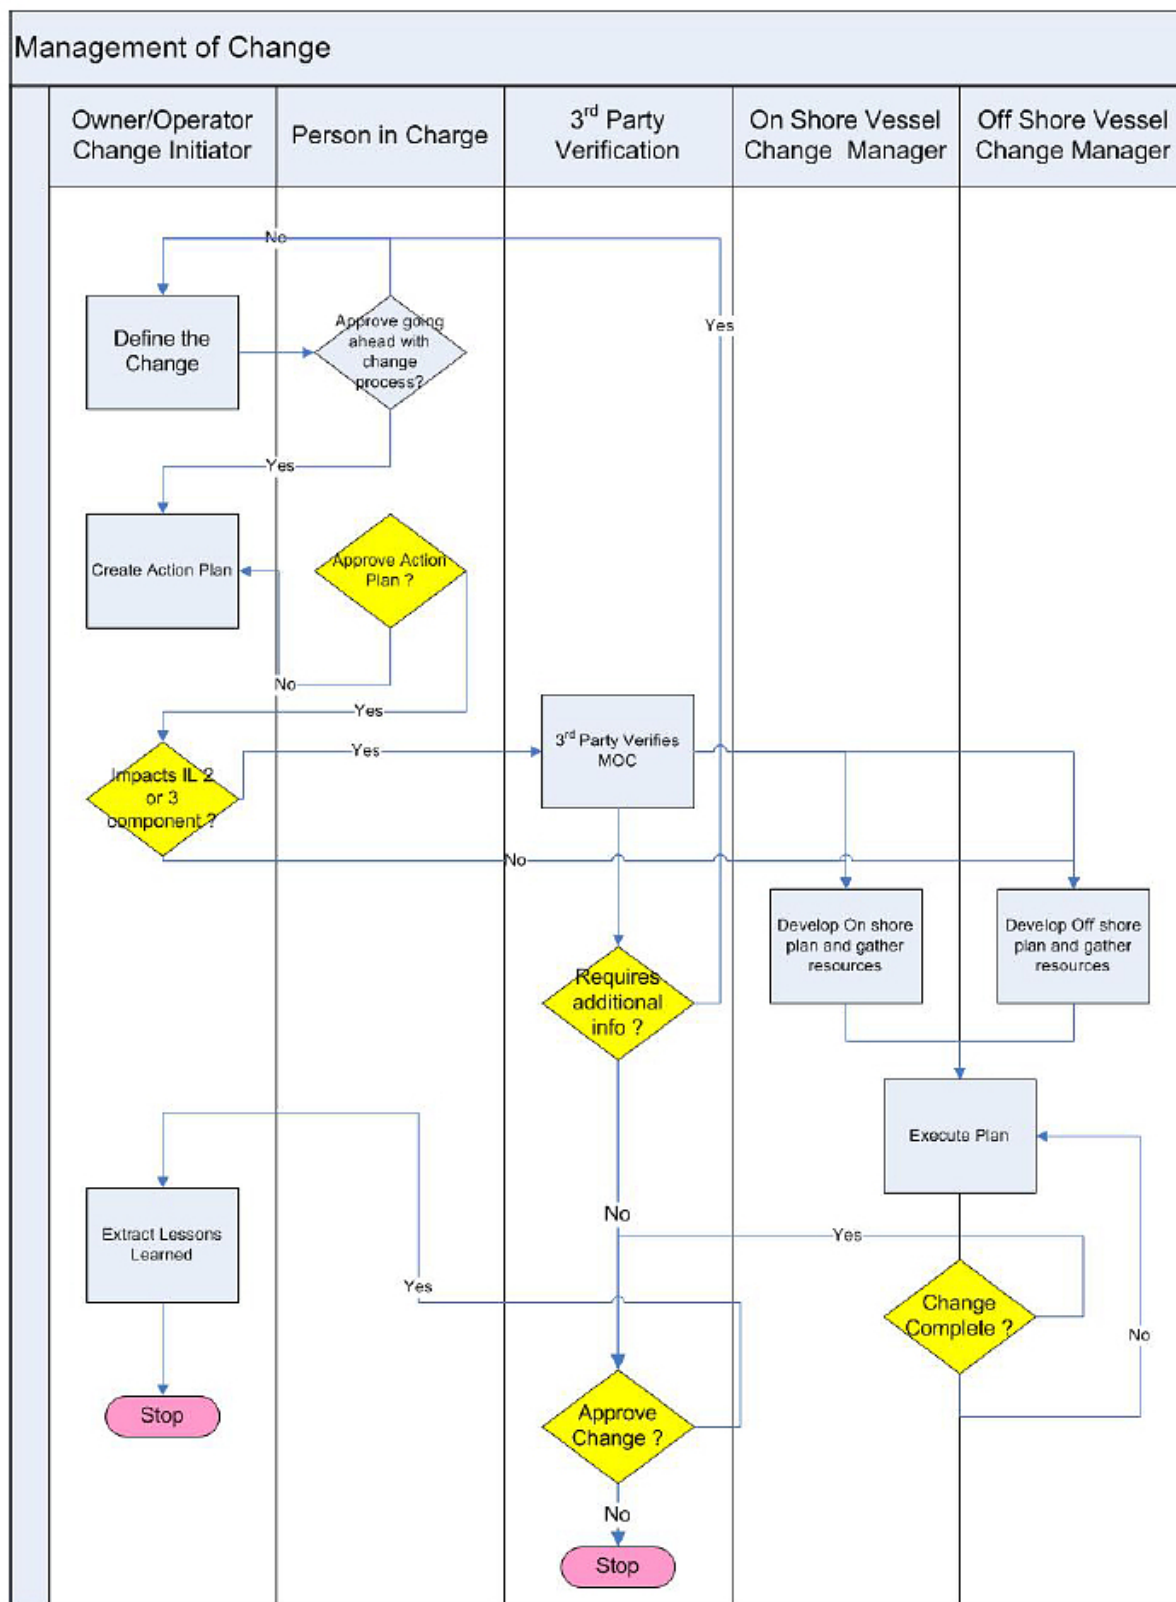 Management of Change
Owner/Operator
Change Initiator
Person in Charge
3rd Party
Verification
On Shore Vessel
Change Manager
Off Shore Vessel
Change Manager
No
Define the
Change
Approve going
ahead with
change
process?
Yes
Yes
Create Action Plan
Approve Action
Plan ?
No
Yes
Impacts IL 2
or 3
component ?
Yes
3rd Party Verifies
MOC
No
Develop On shore
plan and gather
resources
Develop Off shore
plan and gather
resources
Requires
additional
info ?
Execute Plan
No
Extract Lessons
Learned
Yes
Yes
Change
Complete ?
No
Stop
Approve
Change ?
No
Stop